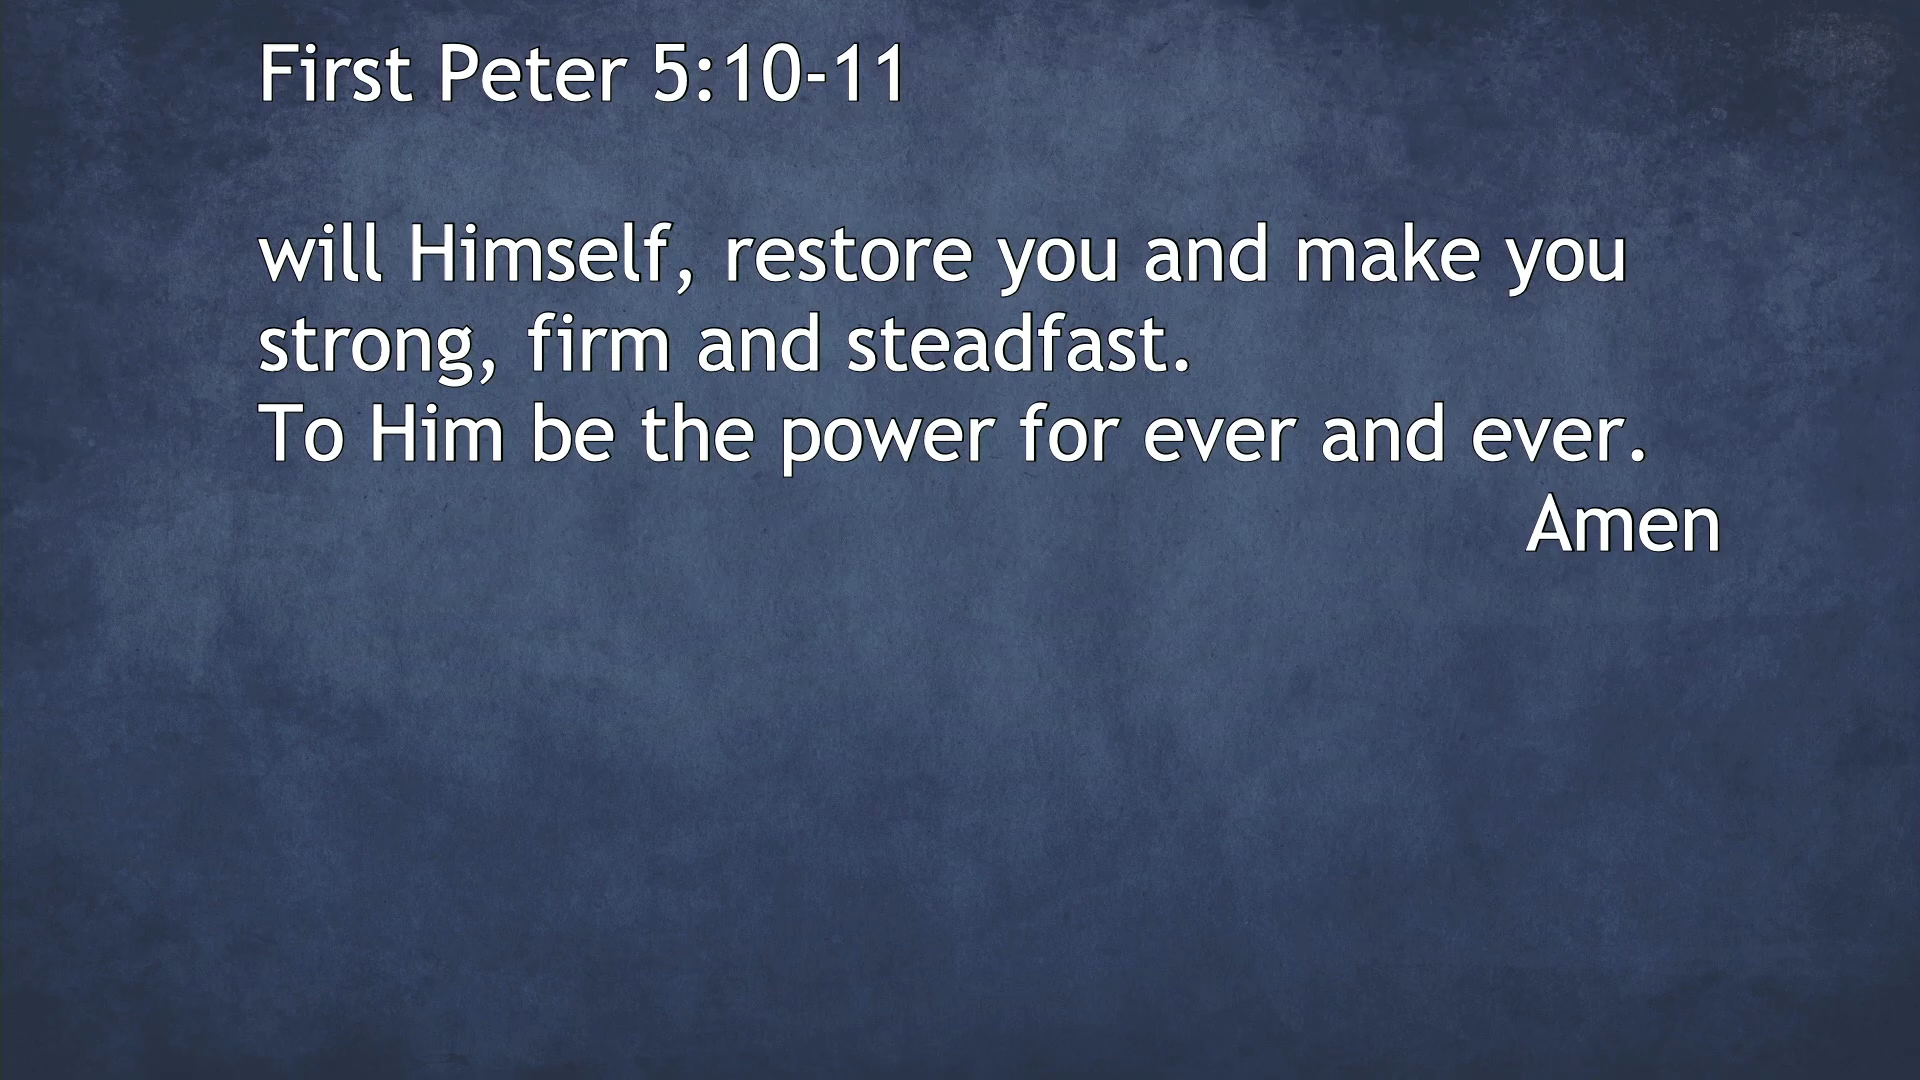 First Peter 5:10-11
will Himself, restore you and make you
strong, firm and steadfast.
To Him be the power for ever and ever.
Amen